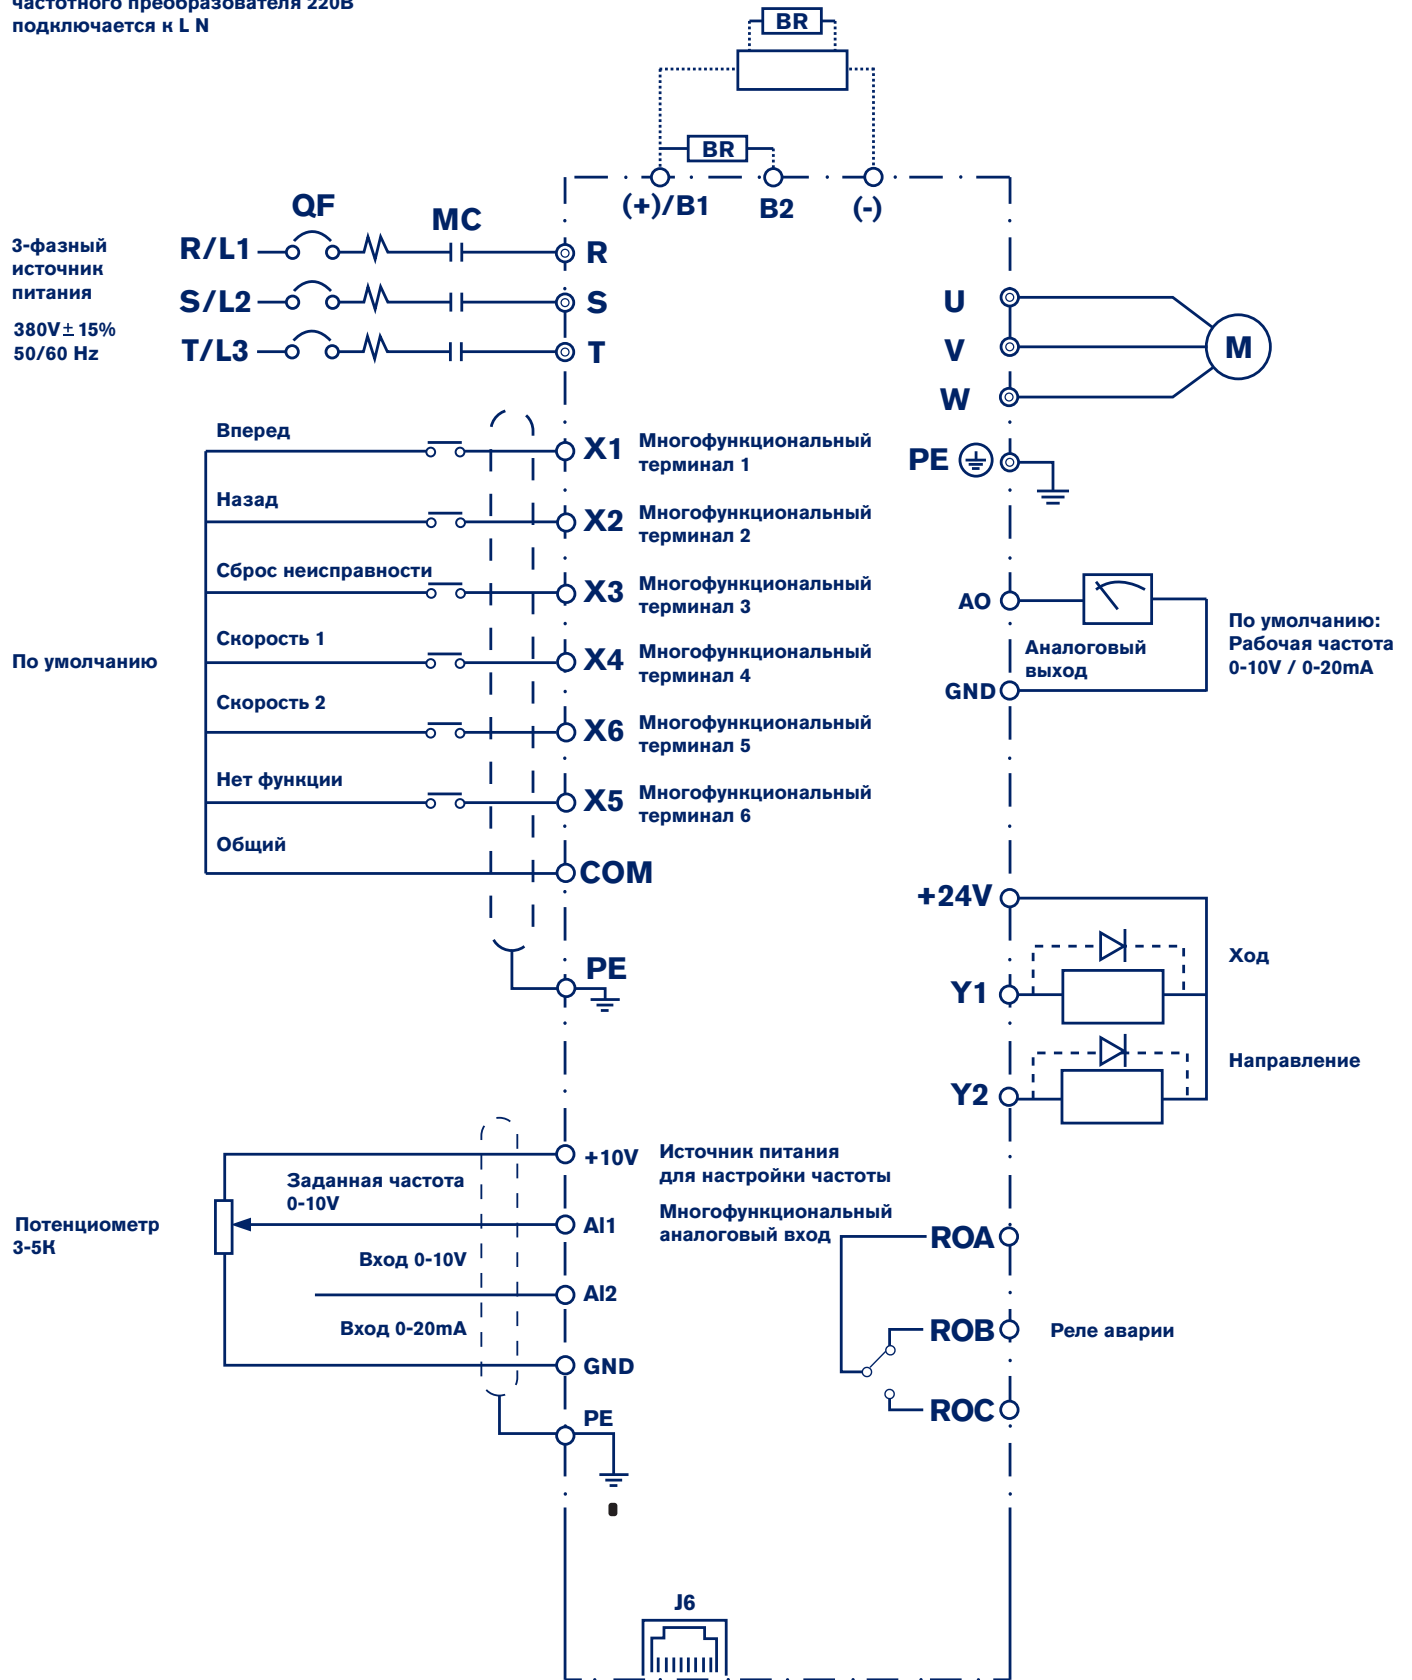 частотного преобразователя 220В
подключается к L N
BR
BR
(+)/B1
B2
(-)
QF
MC
3-фазный
источник
питания
380V ± 15%
50/60 Hz
R/L1
R
S/L2
S
T/L3
T
U
V
W
M
PE
Вперед
X1
Многофункциональный
терминал 1
Назад
X2
Многофункциональный
терминал 2
Сброс неисправности
X3
Многофункциональный
терминал 3
По умолчанию
Скорость 1
X4
Многофункциональный
терминал 4
Скорость 2
X6
Многофункциональный
терминал 5
Нет функции
X5
Многофункциональный
терминал 6
Общий
COM
PE
AO
Аналоговый
выход
GND
По умолчанию:
Рабочая частота
0-10V / 0-20mA
+24V
Ход
Y1
Направление
Y2
+10V
Источник питания
для настройки частоты
Заданная частота
0-10V
Потенциометр
3-5К
AI1
Многофункциональный
аналоговый вход
Вход 0-10V
AI2
Вход 0-20mA
GND
PE
ROA
ROB
Реле аварии
ROC
J6